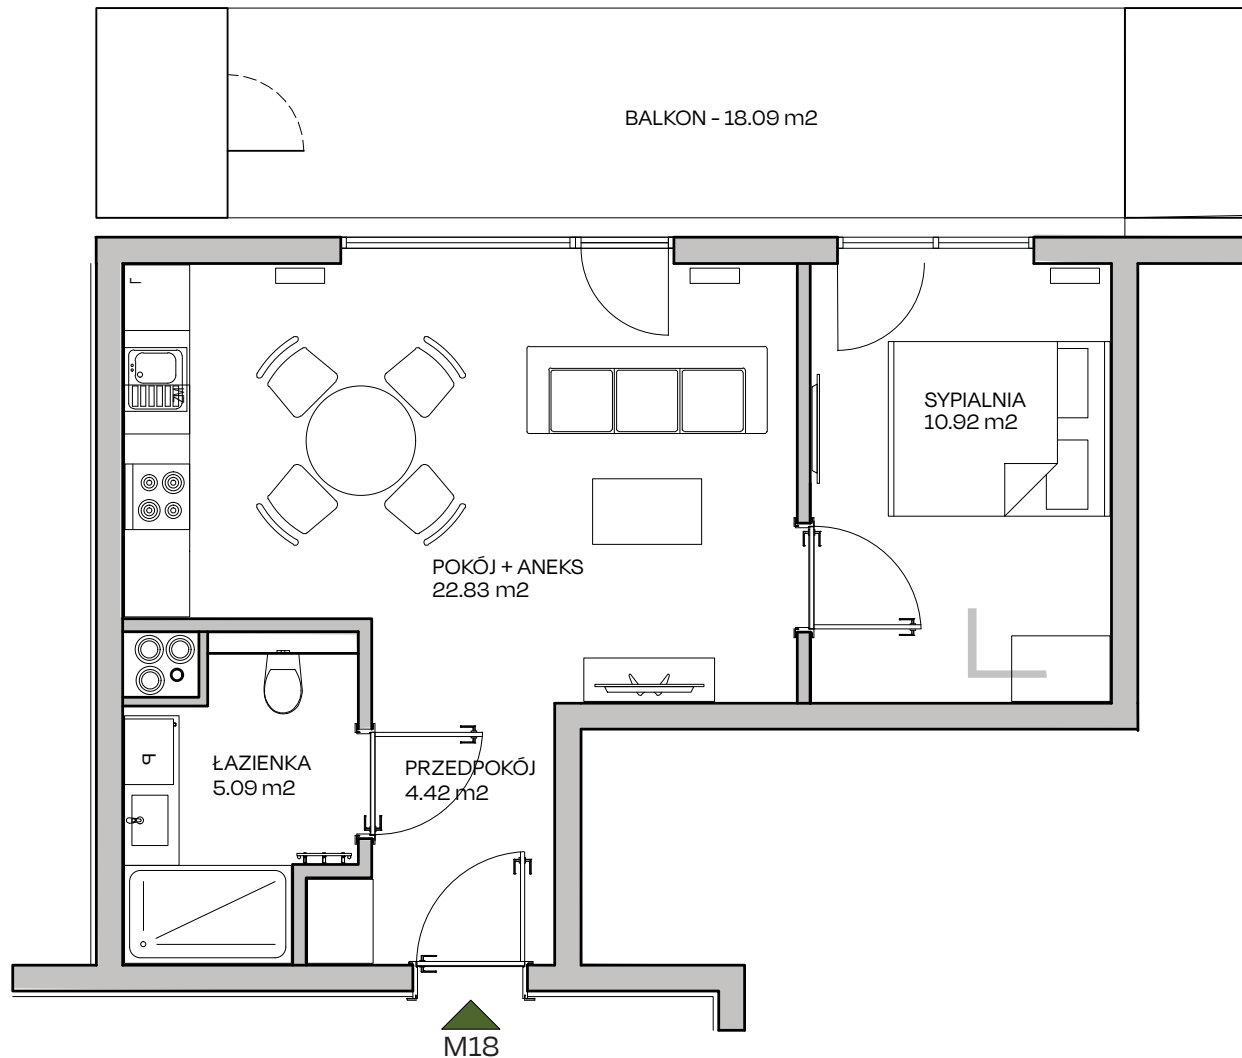 BALKON - 18.09 m2
L
ZM
SYPIALNIA
10.92 m2
POKÓJ + ANEKS
22.83 m2
ŁAZIENKA
5.09 m2
P
PRZEDPOKÓJ
4.42 m2
M18